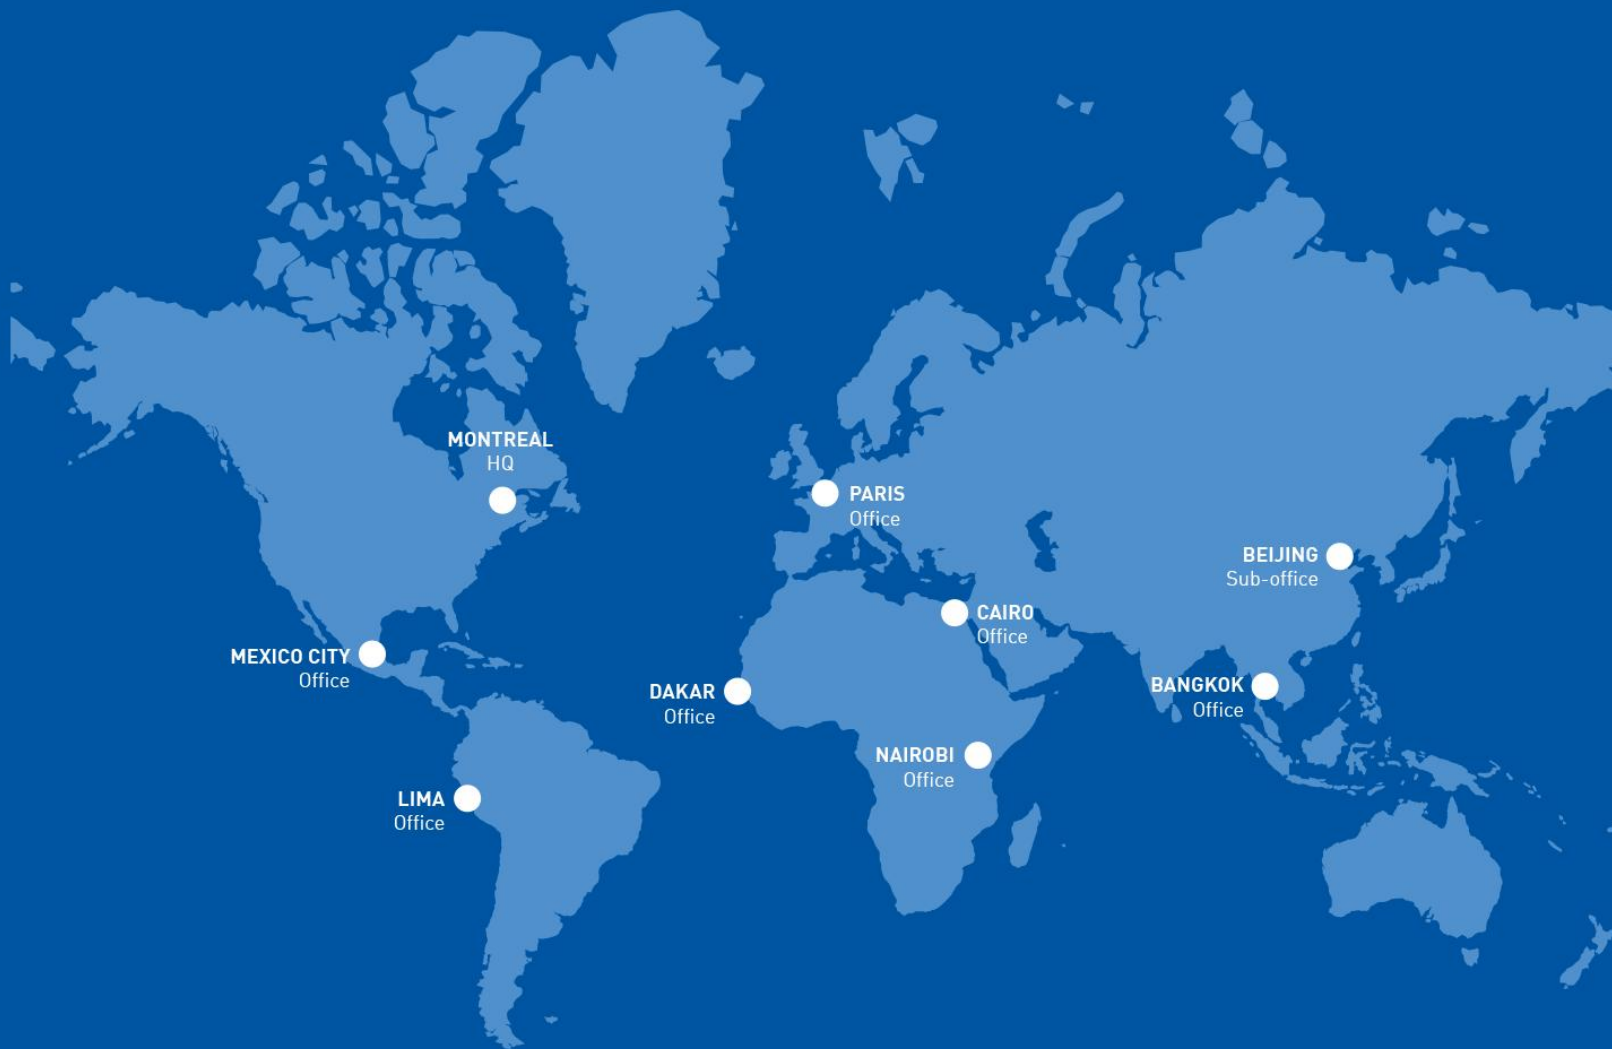 MONTREAL
HQ
PARIS
Office
BEIJING
Sub-office
CAIRO
Office
MEXICO CITY
Office
DAKAR
Office
BANGKOK
Office
NAIROBI
Office
LIMA
Office